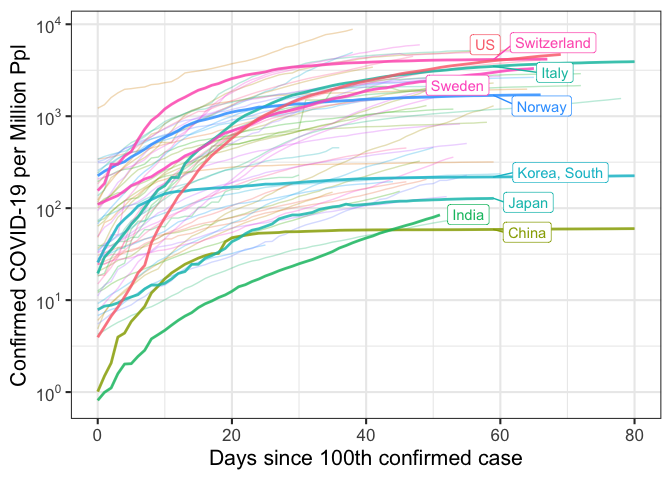 Confirmed COVID-19 per Million Ppl
10⁴
10³
10²
10¹
10⁰
US
Switzerland
Italy
Sweden
Norway
Korea, South
Japan
India
China
0
20
40
60
80
Days since 100th confirmed case